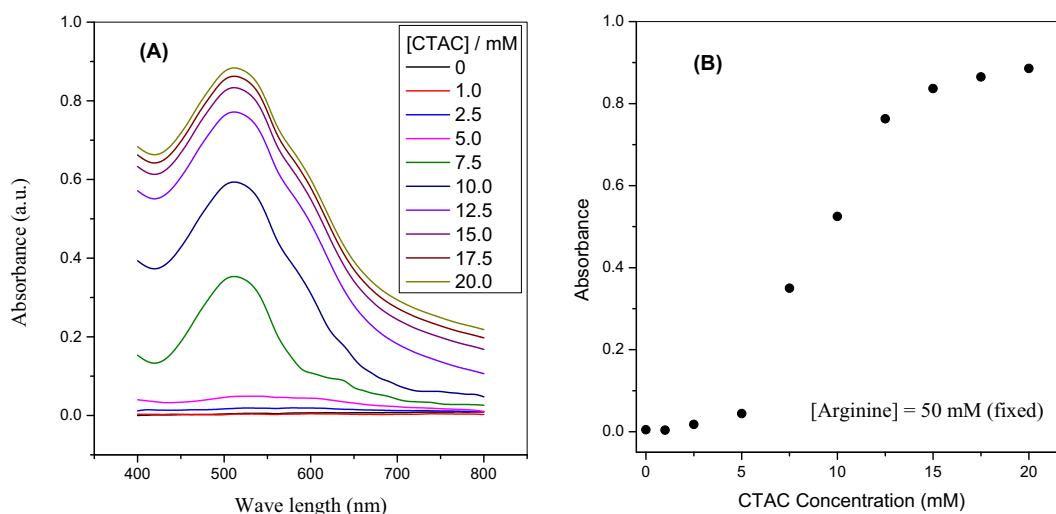 (A)
[CTAC] / mM
0
1.0
2.5
5.0
7.5
10.0
12.5
15.0
17.5
20.0
1.0
0.8
0.6
0.4
0.2
0.0
Absorbance (a.u.)
400 500 600 700 800
Wave length (nm)
(B)
1.0
0.8
0.6
0.4
0.2
0.0
Absorbance
[Arginine] = 50 mM (fixed)
0 5 10 15 20
CTAC Concentration (mM)